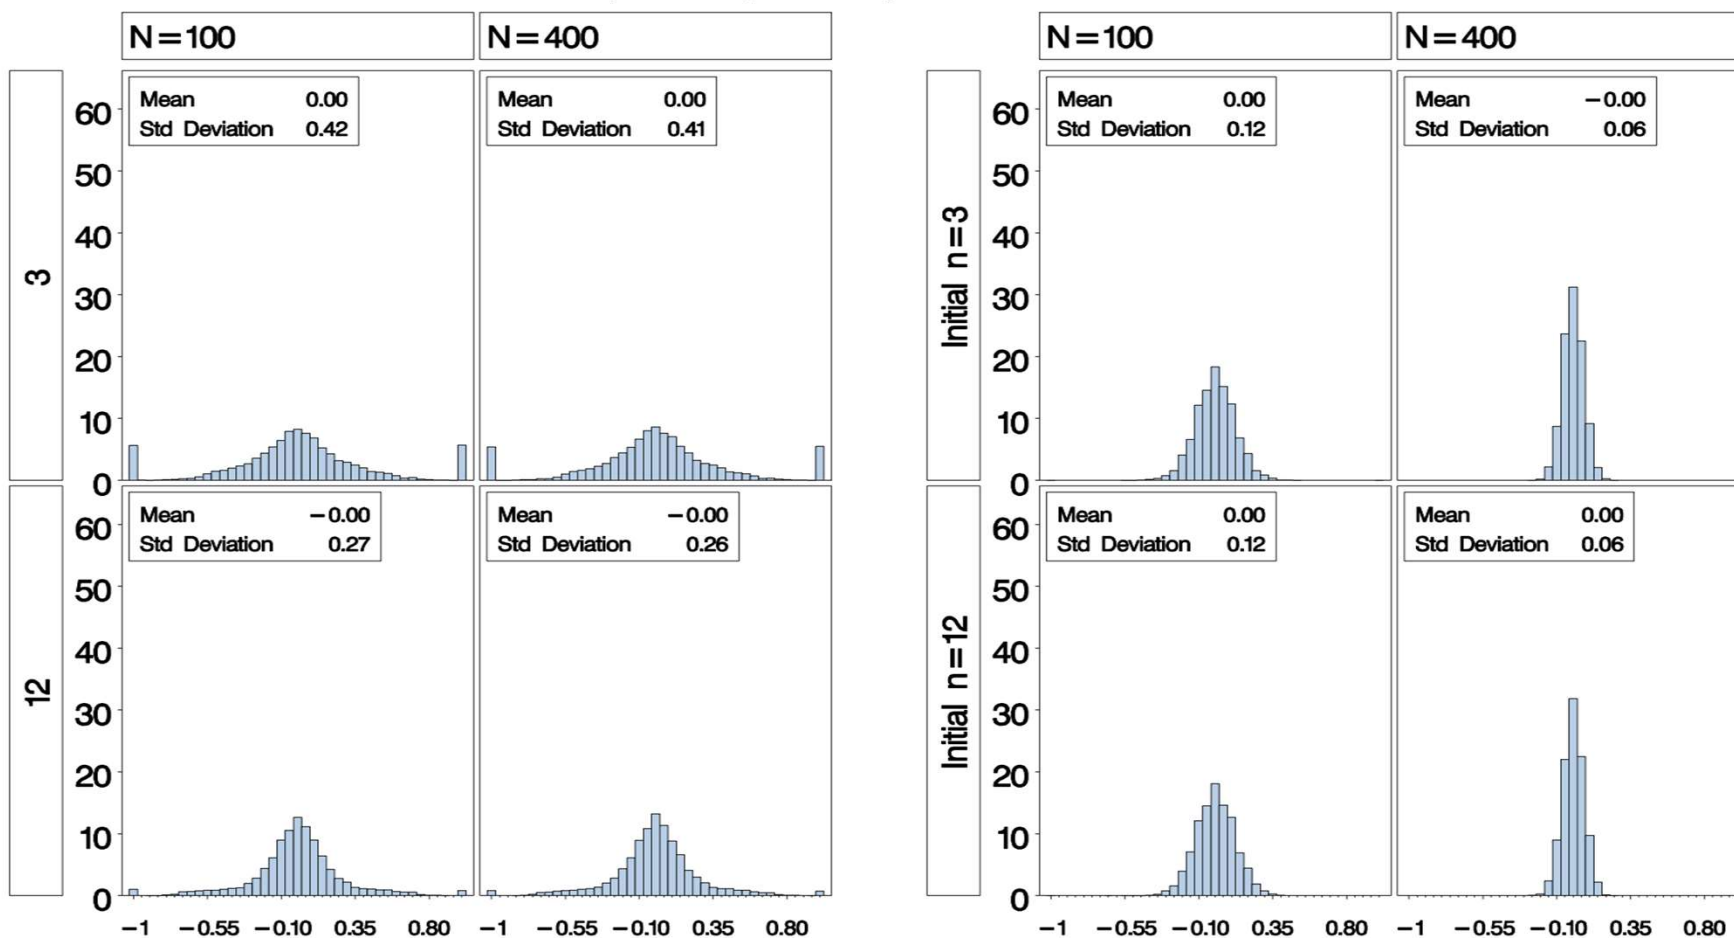 N=100
N=400
N=100
N=400
3
60
50
40
30
20
10
0
Mean 0.00
Std Deviation 0.42
Mean 0.00
Std Deviation 0.41
Initial n=3
60
50
40
30
20
10
0
Mean 0.00
Std Deviation 0.12
Mean −0.00
Std Deviation 0.06
12
60
50
40
30
20
10
0
Mean −0.00
Std Deviation 0.27
Mean −0.00
Std Deviation 0.26
Initial n=12
60
50
40
30
20
10
0
Mean 0.00
Std Deviation 0.12
Mean 0.00
Std Deviation 0.06
−1 −0.55 −0.10 0.35 0.80
−1 −0.55 −0.10 0.35 0.80
−1 −0.55 −0.10 0.35 0.80
−1 −0.55 −0.10 0.35 0.80